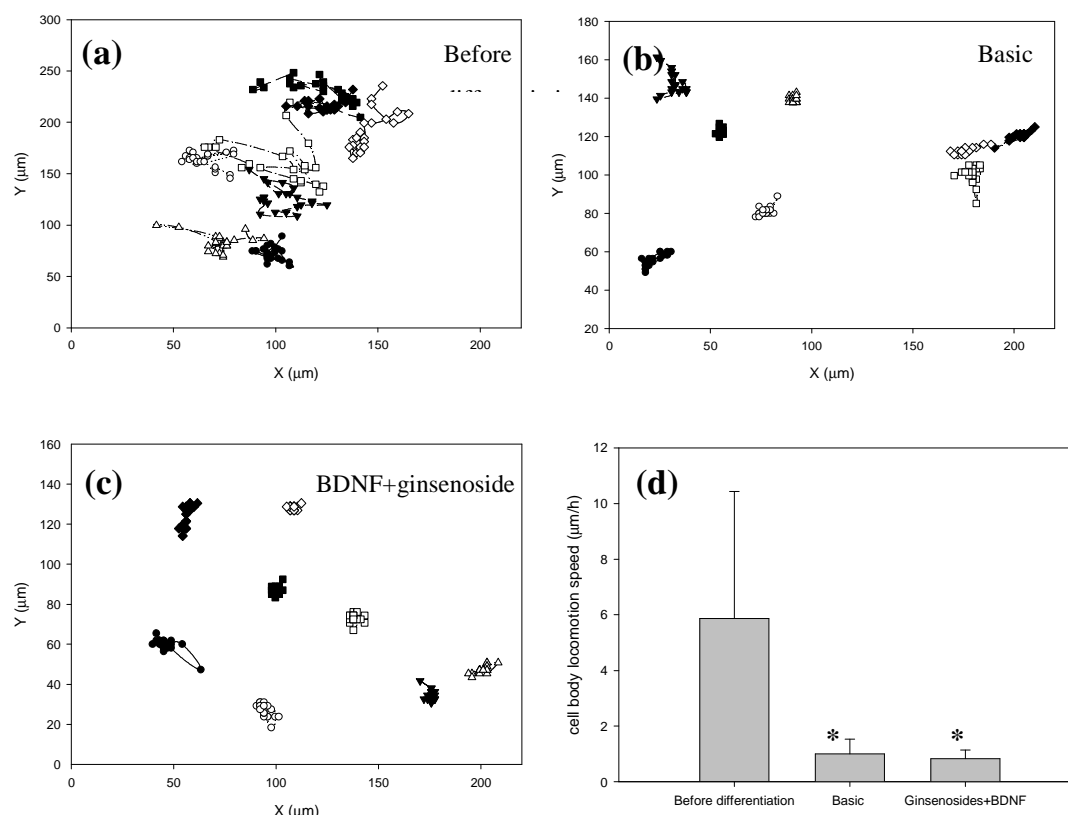 (a)
Before
Y (µm)
300
250
200
150
100
50
0
0 50 100 150 200
X (µm)
(b)
Basic
Y (µm)
180
160
140
120
100
80
60
40
20
0 50 100 150 200
X (µm)
(c)
BDNF+ginsenoside
Y (µm)
160
140
120
100
80
60
40
20
0
0 50 100 150 200
X (µm)
(d)
cell body locomotion speed (µm/h)
12
10
8
6
4
2
0
* *
Before differentiation Basic Ginsenosides+BDNF